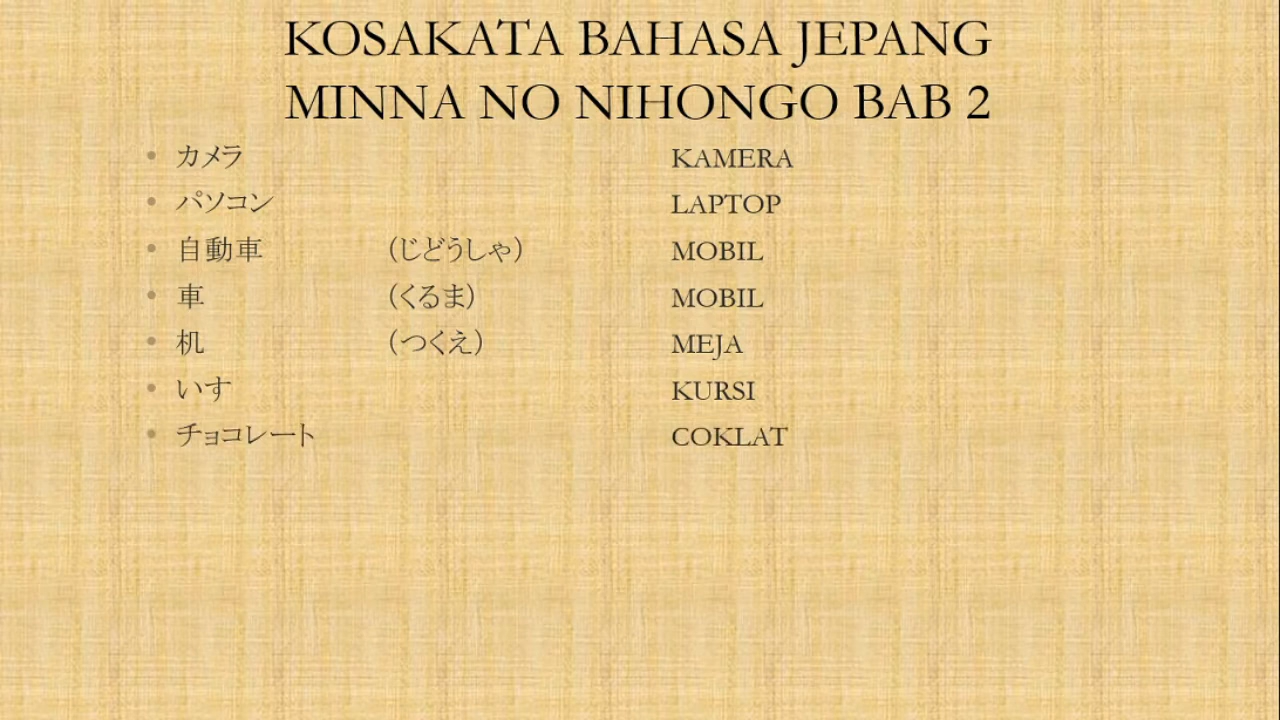 KOSAKATA BAHASA JEPANG
MINNA NO NIHONGO BAB 2
• カメラ KAMERA
• パソコン LAPTOP
• 自動車 (じどうしゃ) MOBIL
• 車 (くるま) MOBIL
• 机 (つくえ) MEJA
• いす KURSI
• チョコレート COKLAT